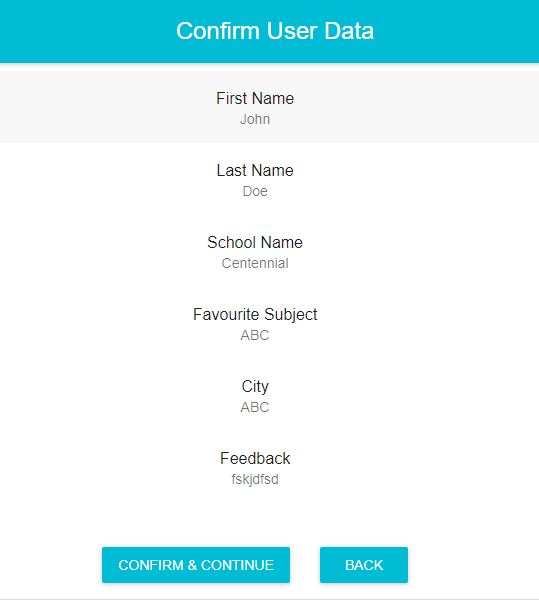 Confirm User Data
First Name
John
Last Name
Doe
School Name
Centennial
Favourite Subject
ABC
City
ABC
Feedback
fskjdfsd
CONFIRM & CONTINUE
BACK